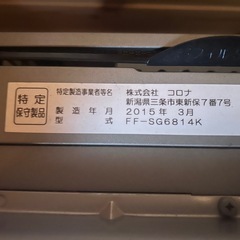 特定
保守製品
特定製造事業者等名 株式会社 コロナ
新潟県三条市東新保7番7号
製造年月 2015年 3月
型式 FF-SG6814K